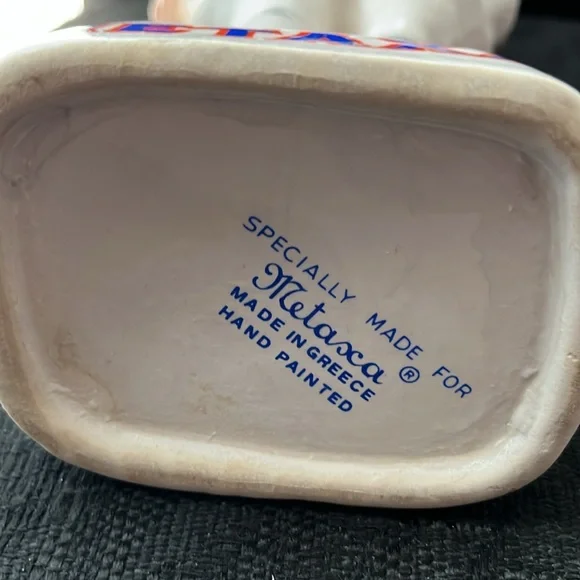 SPECIALLY MADE FOR
Metaxa ®
MADE IN GREECE
HAND PAINTED